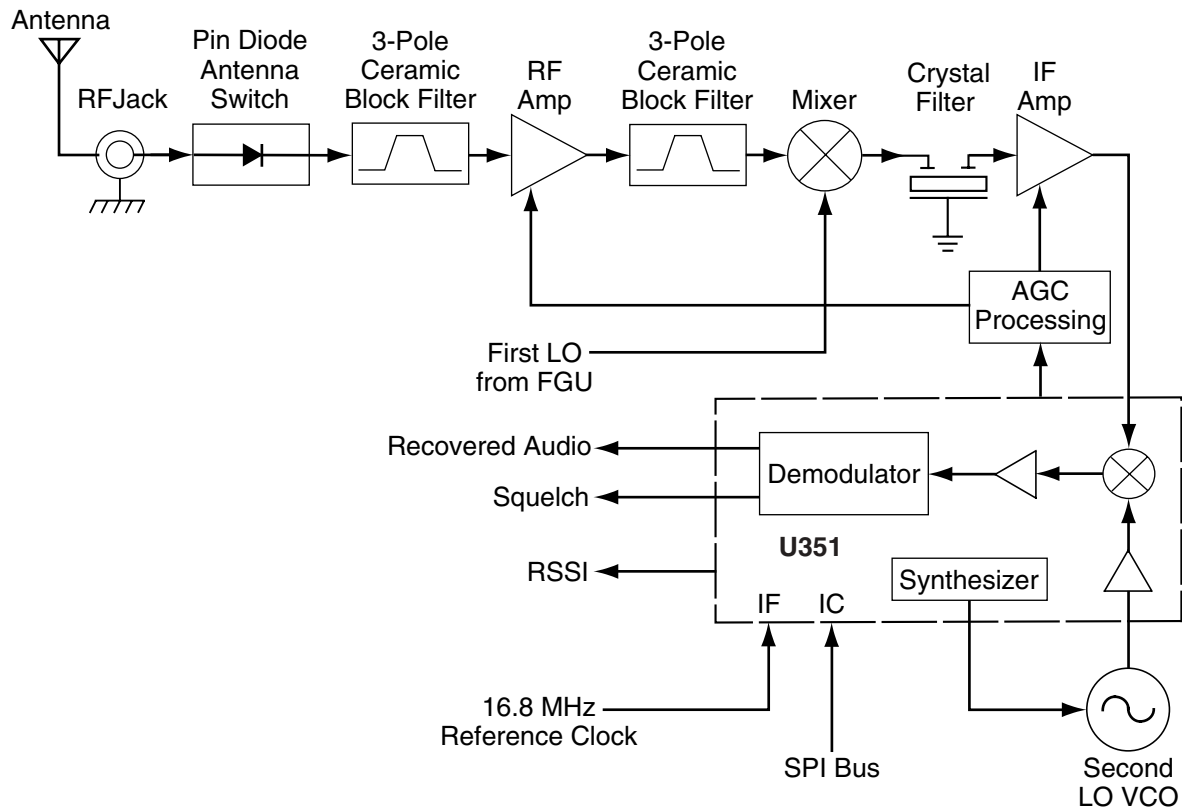 Antenna
RFJack
Pin Diode
Antenna
Switch
3-Pole
Ceramic
Block Filter
RF
Amp
3-Pole
Ceramic
Block Filter
Mixer
Crystal
Filter
IF
Amp
AGC
Processing
First LO
from FGU
Recovered Audio
Squelch
RSSI
Demodulator
U351
Synthesizer
IF IC
16.8 MHz
Reference Clock
SPI Bus
Second
LO VCO